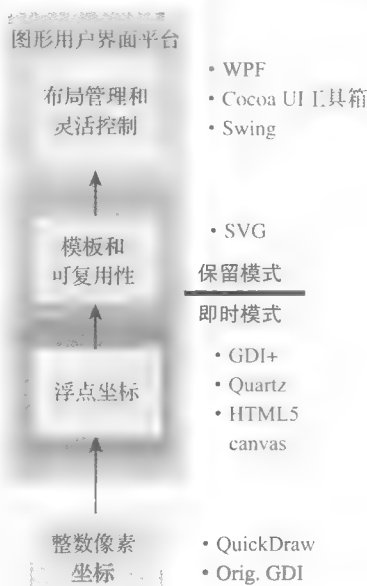 图形用户界面平台
布局管理和
灵活控制
• WPF
• Cocoa UI 工具箱
• Swing
模板和
可复用性
• SVG
保留模式
即时模式
浮点坐标
• GDI+
• Quartz
• HTML5
canvas
整数像素
坐标
• QuickDraw
• Orig. GDI